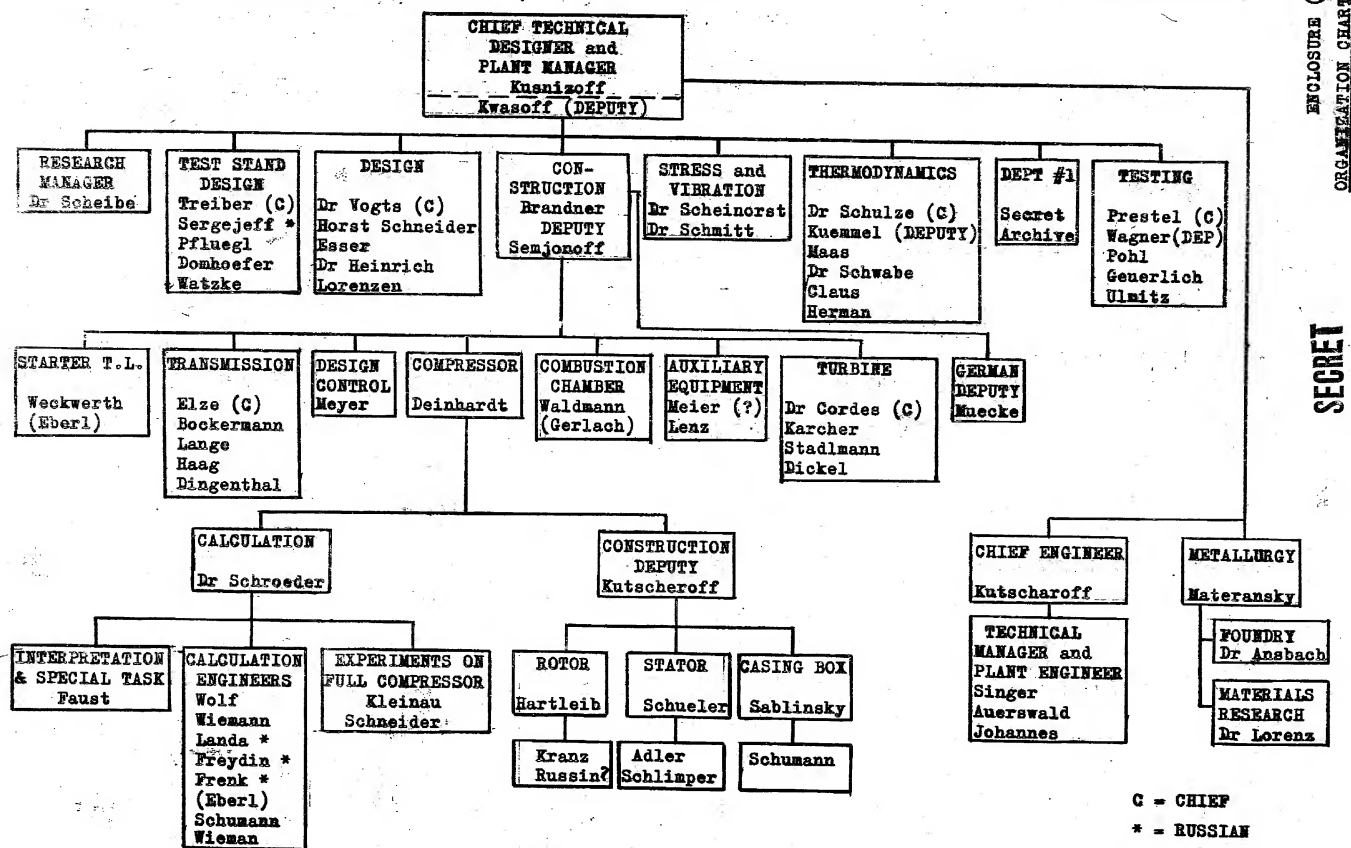 CHIEF TECHNICAL
DESIGNER and
PLANT MANAGER
Kusnizoff
Kwasoff (DEPUTY)
RESEARCH
MANAGER
Dr Scheibe
TEST STAND
DESIGN
Treiber (C)
Sergejeff *
Pfluegl
Domhoefer
Watzke
DESIGN
Dr Vogts (C)
Horst Schneider
Esser
Dr Heinrich
Lorenzen
CON-
STRUCTION
Brandner
DEPUTY
Semjonoff
STRESS and
VIBRATION
Dr Scheinorst
Dr Schmitt
THERMODYNAMICS
Dr Schulze (C)
Kuemmel (DEPUTY)
Maas
Dr Schwabe
Claus
Herman
DEPT #1
Secret
Archive
TESTING
Prestel (C)
Wagner(DEP)
Pohl
Geuerlich
Ulmitz
STARTER T.L.
Weckwerth
(Eberl)
TRANSMISSION
Elze (C)
Bockermann
Lange
Haag
Dingenthal
DESIGN
CONTROL
Meyer
COMPRESSOR
Deinhardt
COMBUSTION
CHAMBER
Waldmann
(Gerlach)
AUXILIARY
EQUIPMENT
Meier (?)
Lenz
TURBINE
Dr Cordes (C)
Karcher
Stadlmann
Dickel
GERMAN
DEPUTY
Muecke
CALCULATION
Dr Schroeder
CONSTRUCTION
DEPUTY
Kutscheroff
CHIEF ENGINEER
Kutscharoff
METALLURGY
Materansky
INTERPRETATION
& SPECIAL TASK
Faust
CALCULATION
ENGINEERS
Wolf
Wiemann
Landa *
Freydin *
Frenk *
(Eberl)
Schumann
Wieman
EXPERIMENTS ON
FULL COMPRESSOR
Kleinau
Schneider
ROTOR
Hartleib
STATOR
Schueler
CASING BOX
Sablinsky
Kranz
Russin?
Adler
Schlimper
Schumann
TECHNICAL
MANAGER and
PLANT ENGINEER
Singer
Auerswald
Johannes
FOUNDRY
Dr Ansbach
MATERIALS
RESEARCH
Dr Lorenz
C = CHIEF
* = RUSSIAN
ENCLOSURE (
ORGANIZATION CHART
SECRET